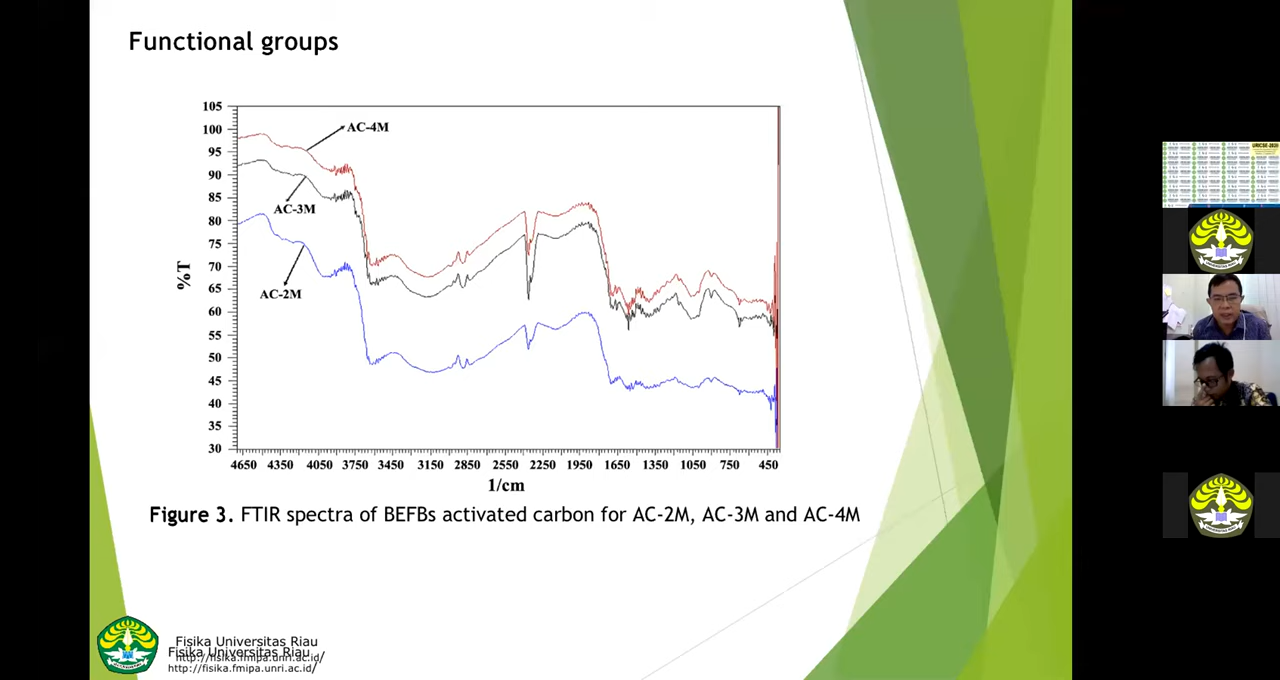 Functional groups
105
100
95
90
85
80
75
70
65
60
55
50
45
40
35
30
%T
AC-4M
AC-3M
AC-2M
4650 4350 4050 3750 3450 3150 2850 2550 2250 1950 1650 1350 1050 750 450
1/cm
Figure 3. FTIR spectra of BEFBs activated carbon for AC-2M, AC-3M and AC-4M
Fisika Universitas Riau
Fisika Universitas Riau
http://fisika.fmipa.unri.ac.id/
http://fisika.fmipa.unri.ac.id/
URICSE-2020